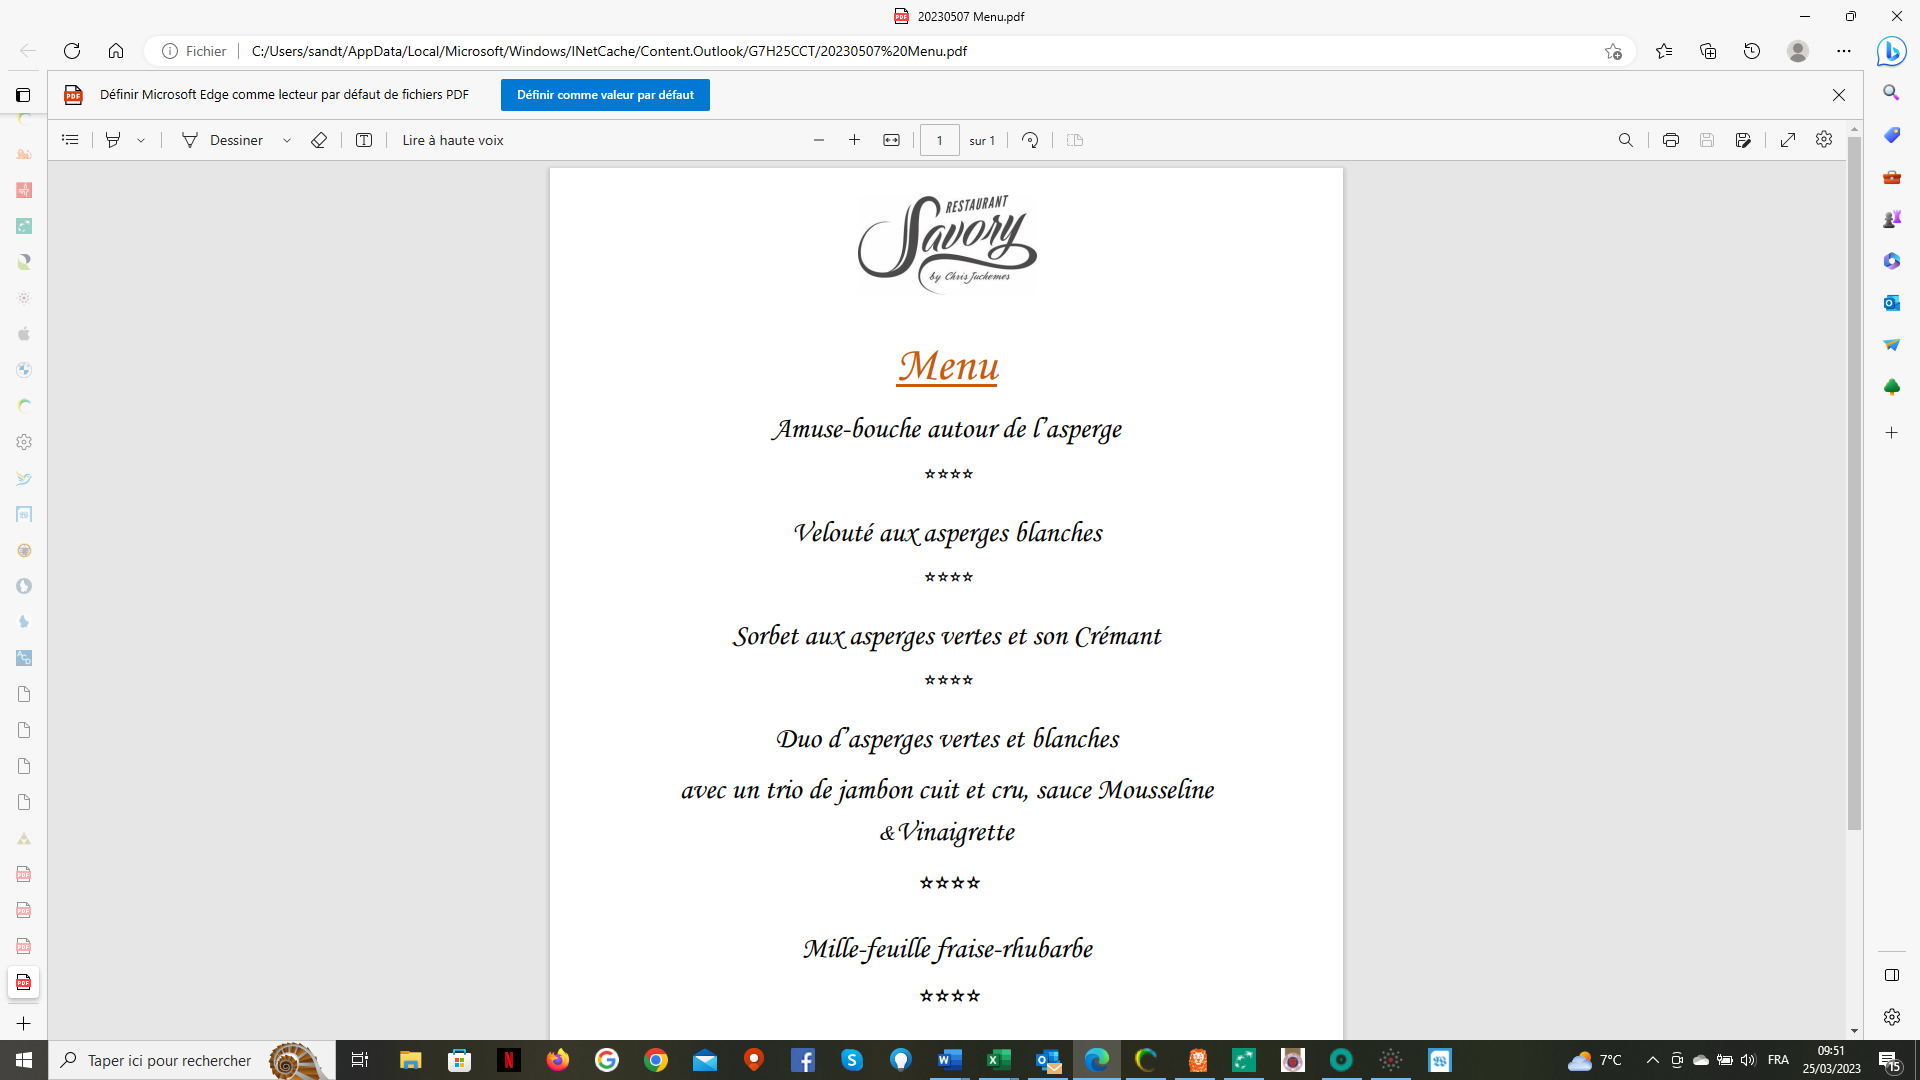 20230507 Menu.pdf
Fichier
C:/Users/sandt/AppData/Local/Microsoft/Windows/INetCache/Content.Outlook/G7H25CCT/20230507%20Menu.pdf
Définir Microsoft Edge comme lecteur par défaut de fichiers PDF
Définir comme valeur par défaut
Dessiner
Lire à haute voix
1 sur 1
RESTAURANT
Savory
by Chris Juchemes
Menu
Amuse-bouche autour de l’asperge
☆☆☆☆
Velouté aux asperges blanches
☆☆☆☆
Sorbet aux asperges vertes et son Crémant
☆☆☆☆
Duo d’asperges vertes et blanches
avec un trio de jambon cuit et cru, sauce Mousseline
&Vinaigrette
☆☆☆☆
Mille-feuille fraise-rhubarbe
☆☆☆☆
Taper ici pour rechercher
7°C
FRA
09:51
25/03/2023
15